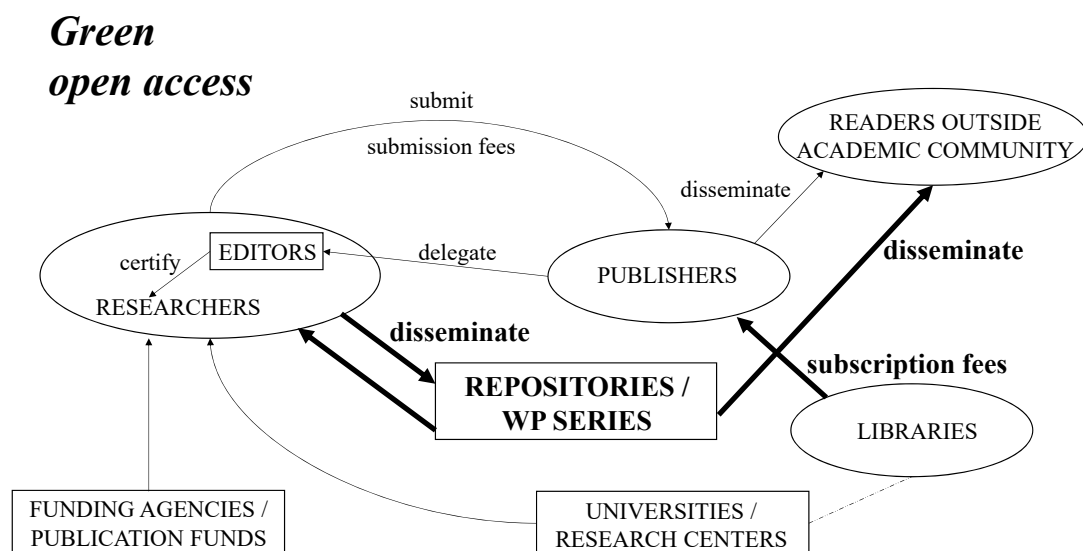 Green
open access
submit
submission fees
READERS OUTSIDE
ACADEMIC COMMUNITY
disseminate
EDITORS
delegate
certify
PUBLISHERS
disseminate
RESEARCHERS
disseminate
subscription fees
REPOSITORIES /
WP SERIES
LIBRARIES
FUNDING AGENCIES /
PUBLICATION FUNDS
UNIVERSITIES /
RESEARCH CENTERS